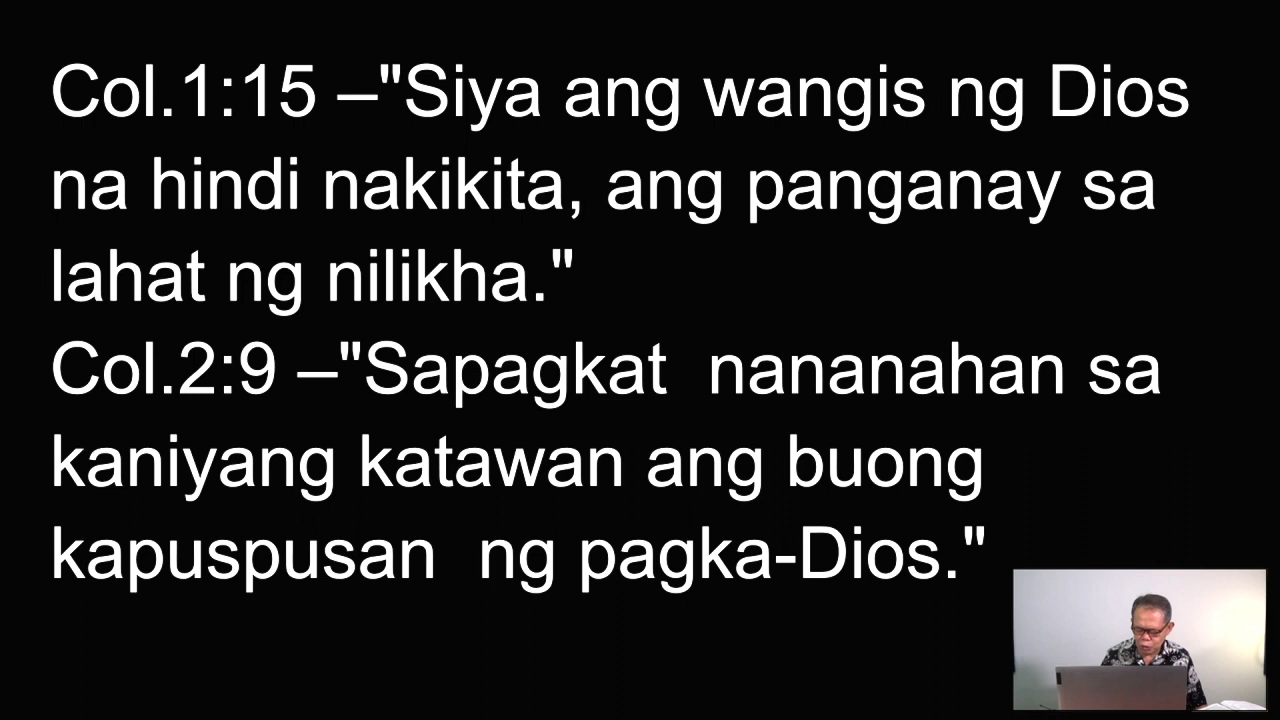 Col.1:15 –"Siya ang wangis ng Dios
na hindi nakikita, ang panganay sa
lahat ng nilikha."
Col.2:9 –"Sapagkat  nananahan sa
kaniyang katawan ang buong
kapuspusan  ng pagka-Dios."